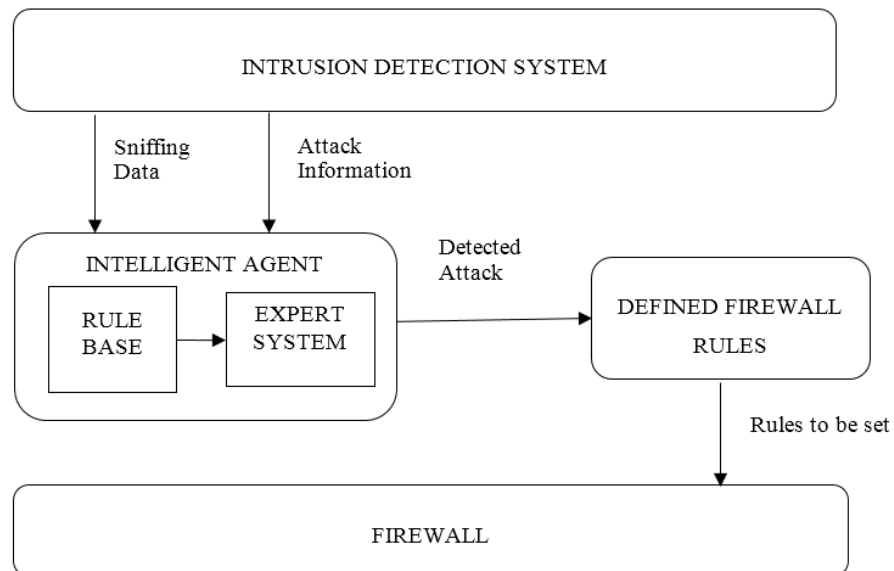 INTRUSION DETECTION SYSTEM
Sniffing
Data
Attack
Information
INTELLIGENT AGENT
RULE
BASE
EXPERT
SYSTEM
Detected
Attack
DEFINED FIREWALL
RULES
Rules to be set
FIREWALL